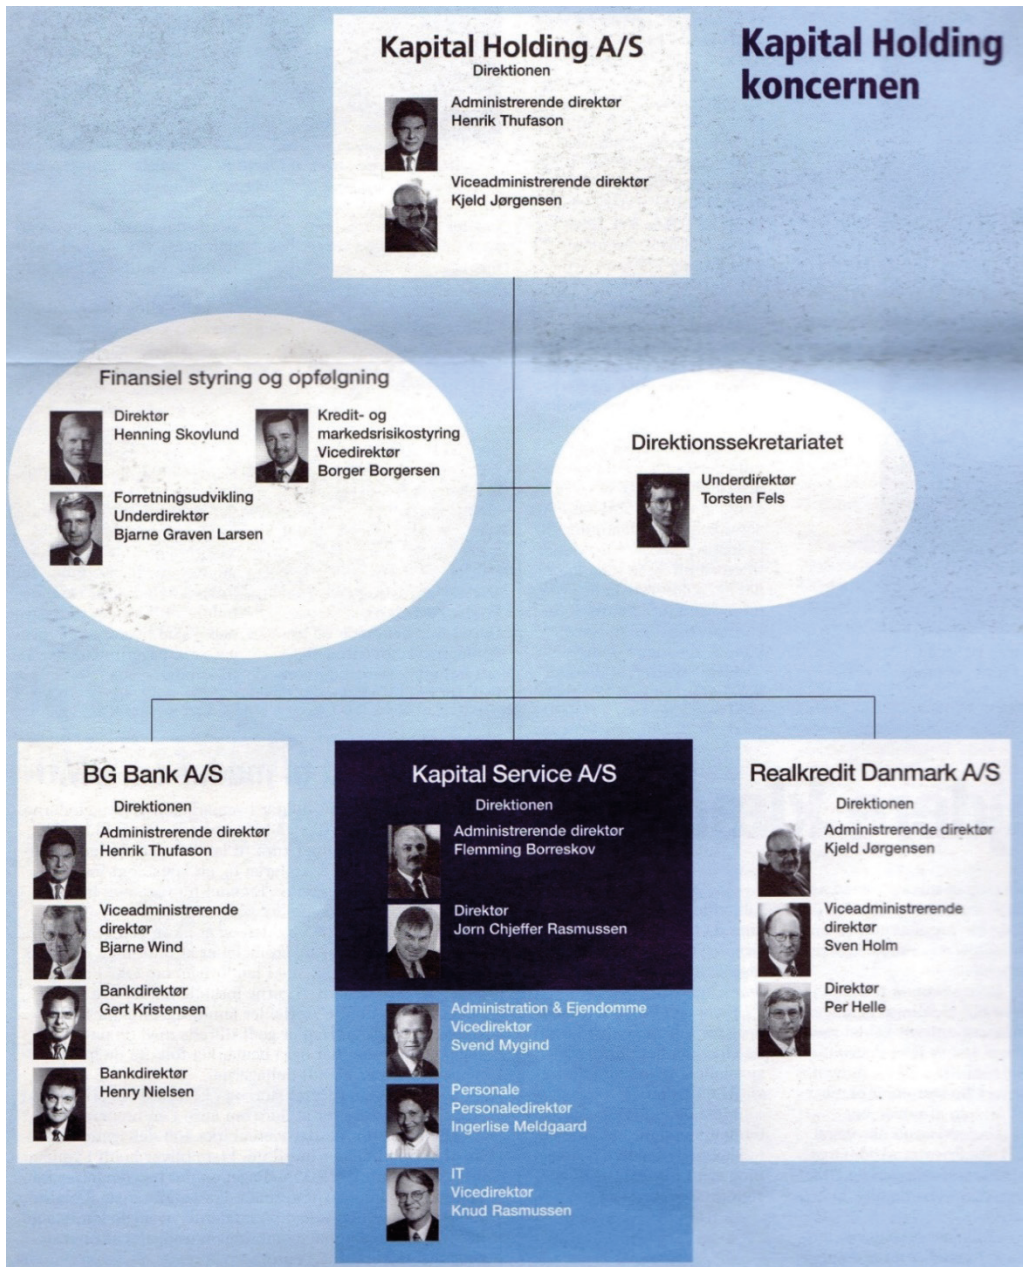 Kapital Holding A/S
Direktionen
Administrerende direktør
Henrik Thufason
Viceadministrerende direktør
Kjeld Jørgensen
Kapital Holding
koncernen
Finansiel styring og opfølgning
Direktør
Henning Skovlund
Kredit- og
markedsrisikostyring
Vicedirektør
Borger Borgersen
Forretningsudvikling
Underdirektør
Bjarne Graven Larsen
Direktionssekretariatet
Underdirektør
Torsten Fels
BG Bank A/S
Direktionen
Administrerende direktør
Henrik Thufason
Viceadministrerende
direktør
Bjarne Wind
Bankdirektør
Gert Kristensen
Bankdirektør
Henry Nielsen
Kapital Service A/S
Direktionen
Administrerende direktør
Flemming Borreskov
Direktør
Jørn Chjeffer Rasmussen
Administration & Ejendomme
Vicedirektør
Svend Mygind
Personale
Personaledirektør
Ingerlise Meldgaard
IT
Vicedirektør
Knud Rasmussen
Realkredit Danmark A/S
Direktionen
Administrerende direktør
Kjeld Jørgensen
Viceadministrerende
direktør
Sven Holm
Direktør
Per Helle